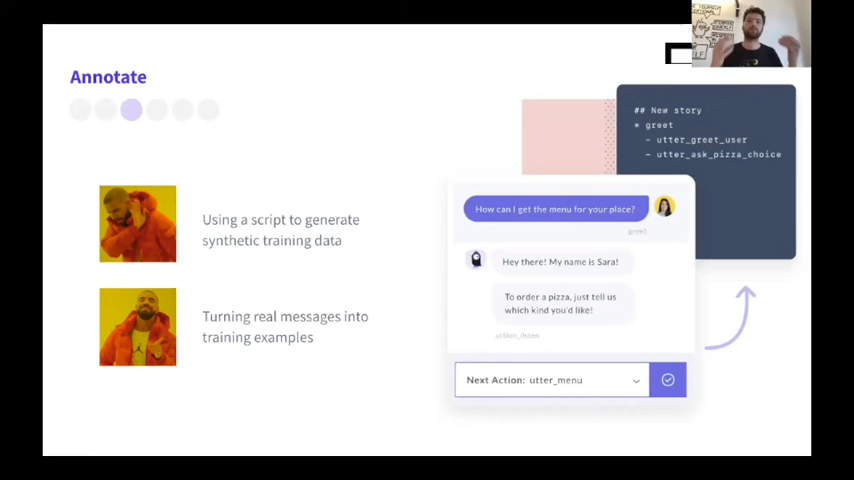 Annotate
Using a script to generate
synthetic training data
Turning real messages into
training examples
## New story
* greet
- utter_greet_user
- utter_ask_pizza_choice
How can I get the menu for your place?
greet
Hey there! My name is Sara!
To order a pizza, just tell us
which kind you'd like!
action_listen
Next Action: utter_menu